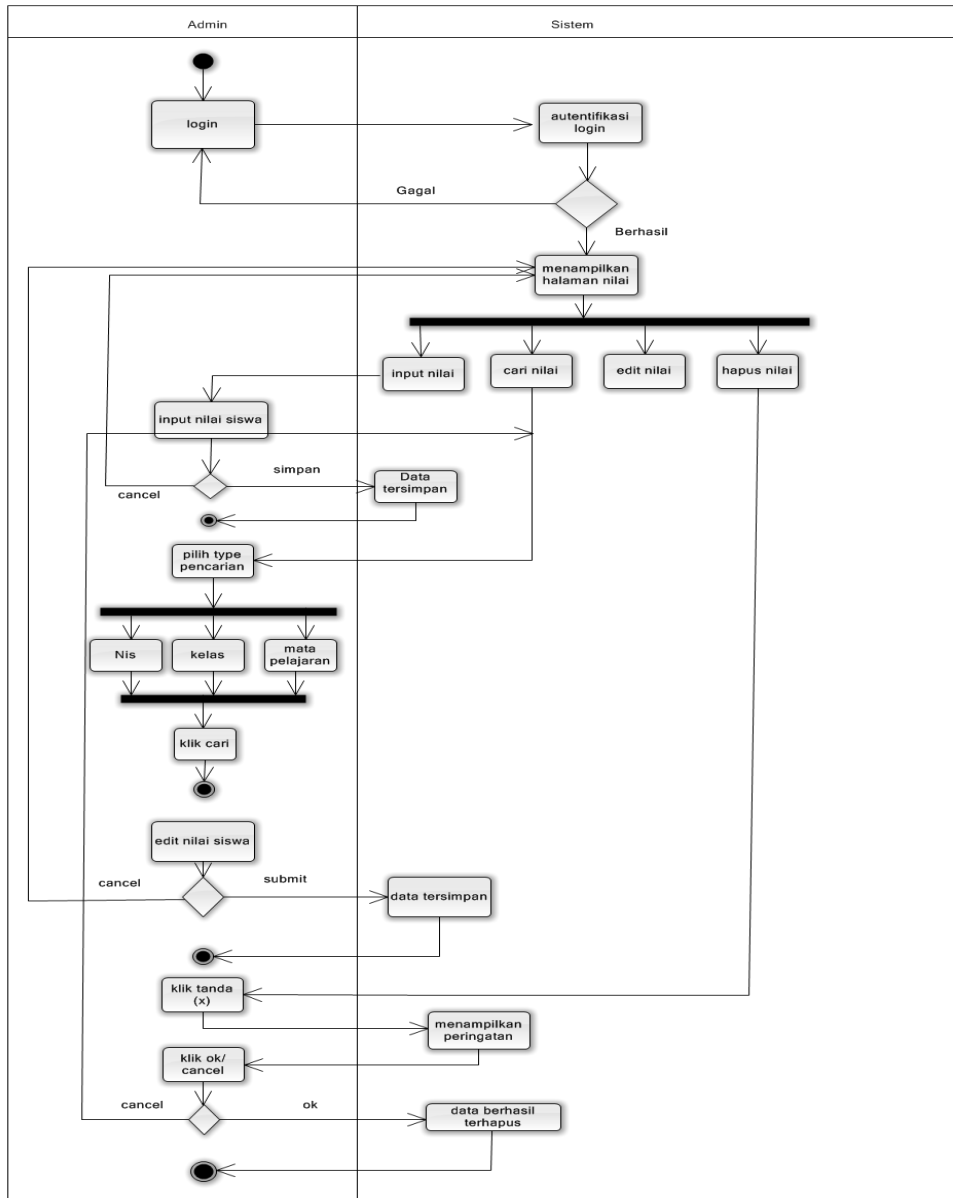 Admin
Sistem
login
autentifikasi
login
Gagal
Berhasil
menampilkan
halaman nilai
input nilai
cari nilai
edit nilai
hapus nilai
input nilai siswa
simpan
cancel
Data
tersimpan
pilih type
pencarian
Nis
kelas
mata
pelajaran
klik cari
edit nilai siswa
cancel
submit
data tersimpan
klik tanda
(x)
menampilkan
peringatan
klik ok/
cancel
cancel
ok
data berhasil
terhapus